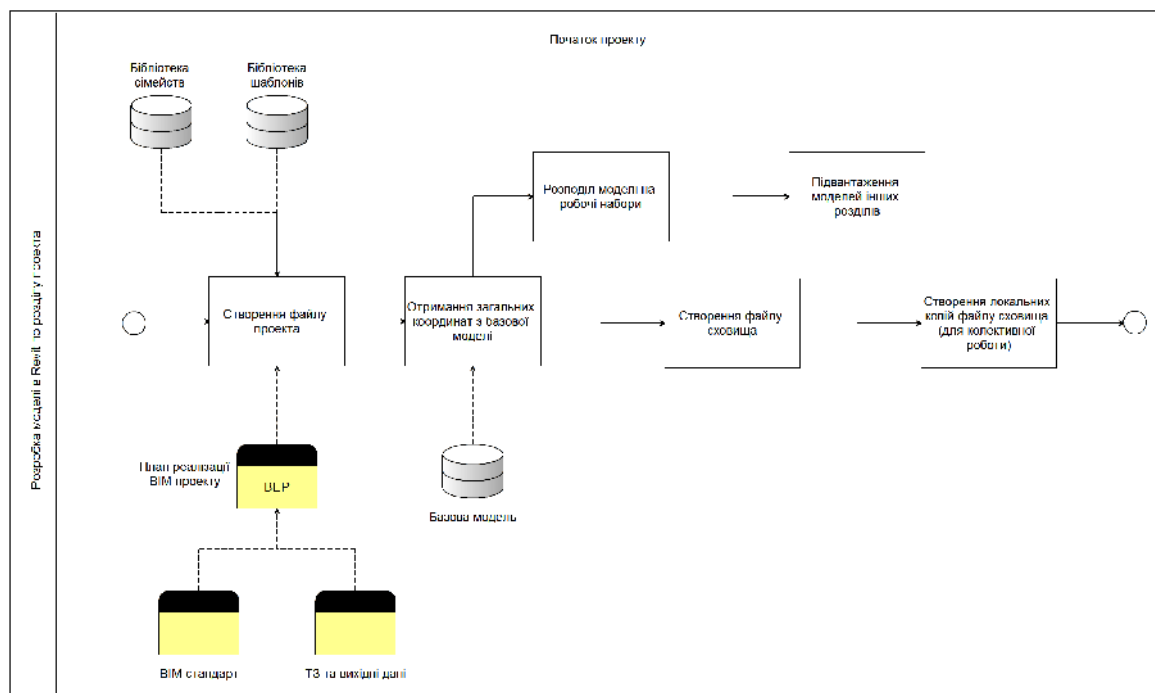 Початок проекту
Бібліотека
сімейств
Бібліотека
шаблонів
Розподіл моделі на
робочі набори
Підвантаження
моделей інших
розділів
Створення файлу
проекта
Отримання загальних
координат з базової
моделі
Створення файлу
сховища
Створення локальних
копій файлу сховища
(для колективної
роботи)
План реалізації
BIM проекту
BEP
Базова модель
BIM стандарт
ТЗ та вихідні дані
Розробка моделі в Revit по розділу